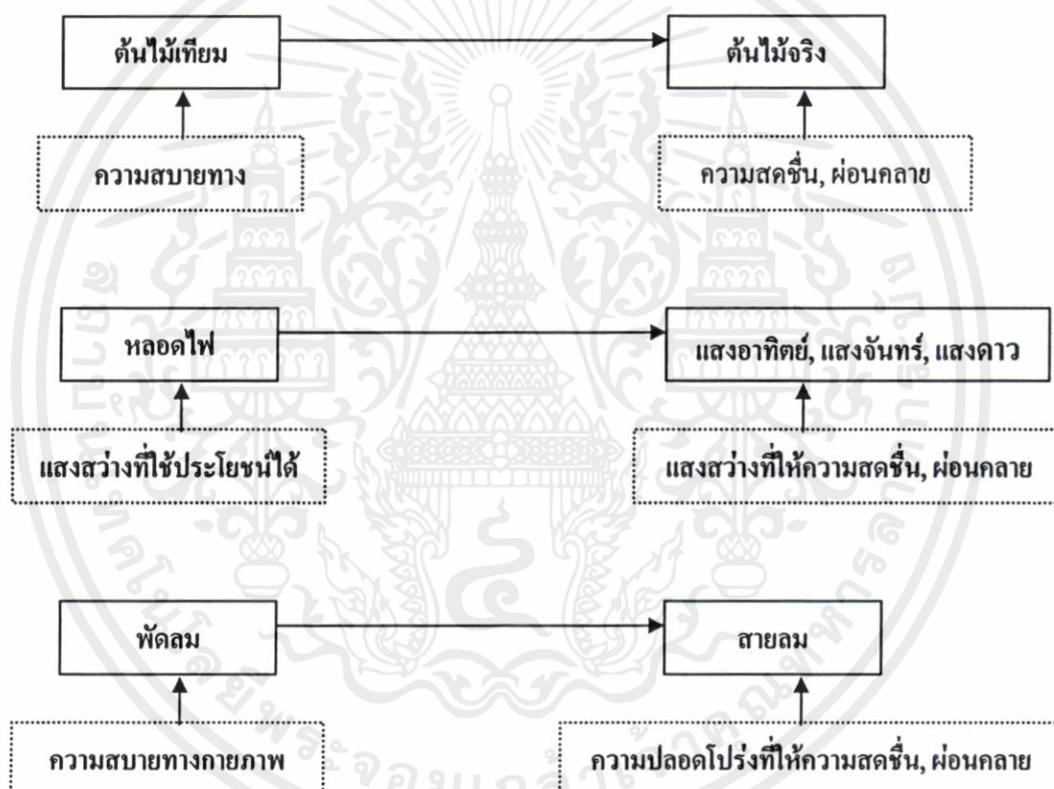 ต้นไม้เทียม
ต้นไม้จริง
ความสบายทาง
ความสดชื่น, ผ่อนคลาย
หลอดไฟ
แสงอาทิตย์, แสงจันทร์, แสงดาว
แสงสว่างที่ใช้ประโยชน์ได้
แสงสว่างที่ให้ความสดชื่น, ผ่อนคลาย
พัดลม
สายลม
ความสบายทางกายภาพ
ความปลอดโปร่งที่ให้ความสดชื่น, ผ่อนคลาย